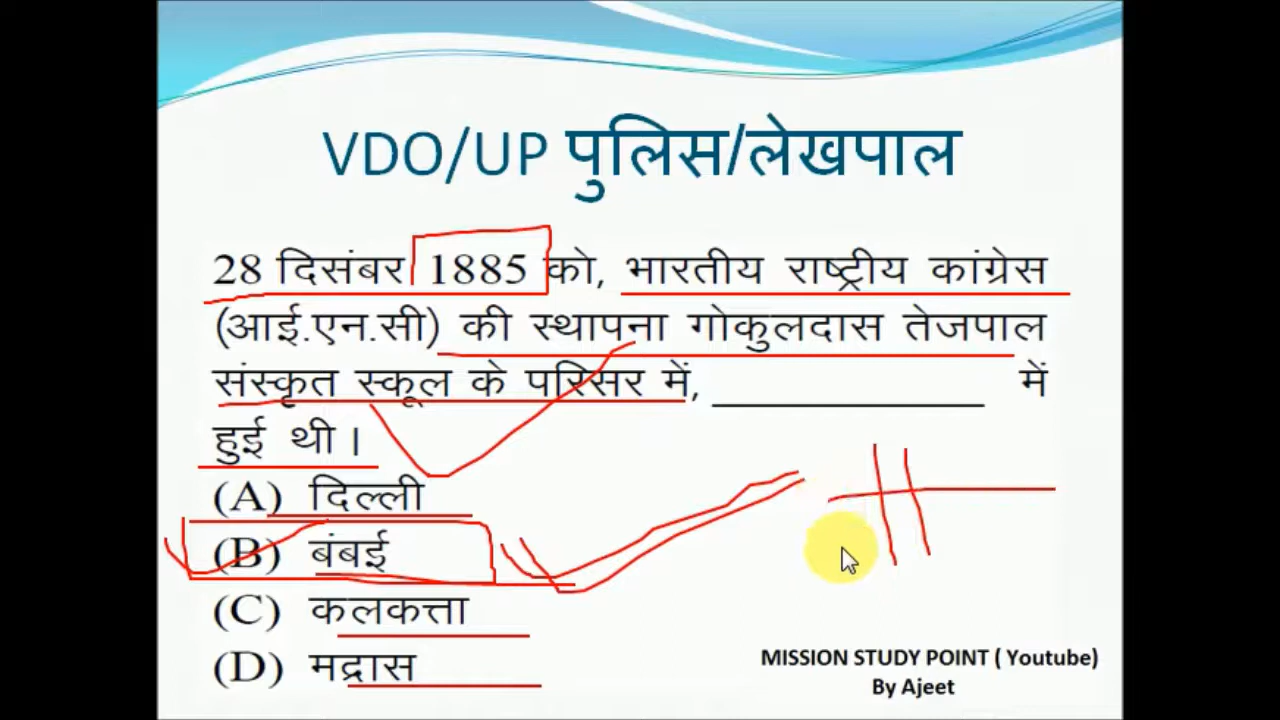 VDO/UP पुलिस/लेखपाल
28 दिसंबर 1885 को, भारतीय राष्ट्रीय कांग्रेस
(आई.एन.सी) की स्थापना गोकुलदास तेजपाल
संस्कृत स्कूल के परिसर में, ____________ में
हुई थी।
(A) दिल्ली
(B) बंबई
(C) कलकत्ता
(D) मद्रास
MISSION STUDY POINT ( Youtube)
By Ajeet